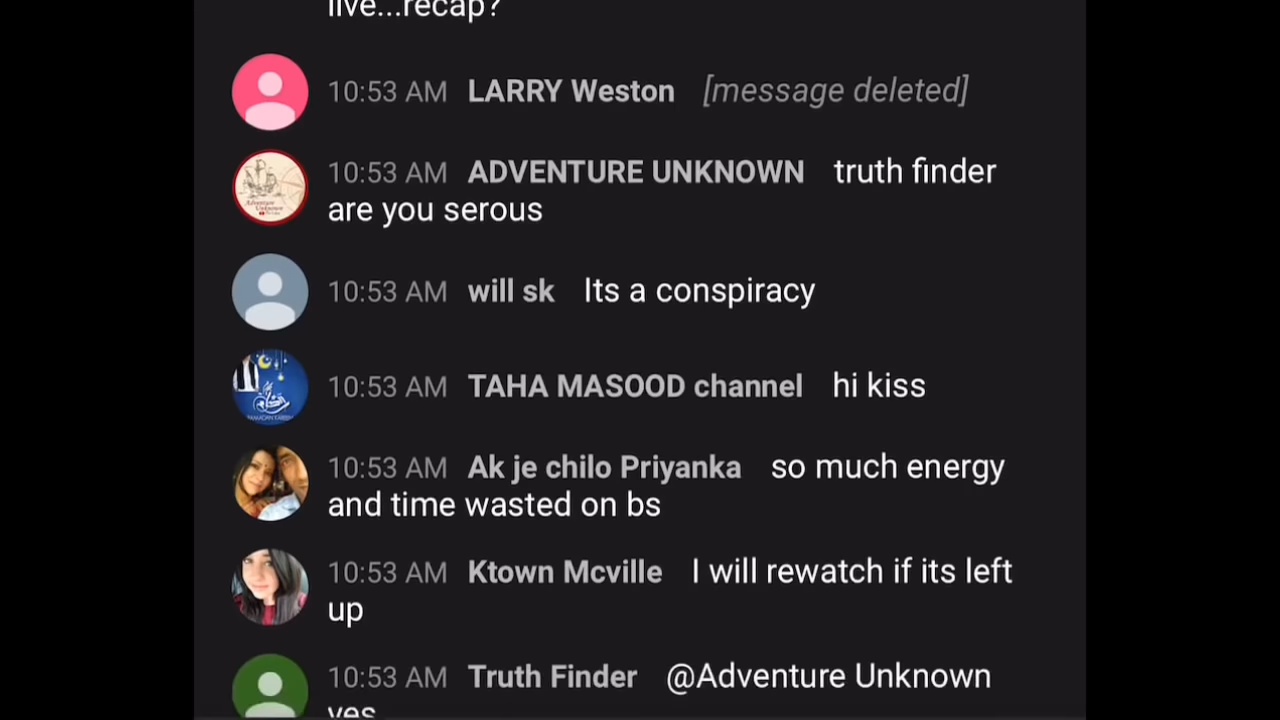 live...recap?
10:53 AM LARRY Weston [message deleted]
10:53 AM ADVENTURE UNKNOWN truth finder
are you serous
10:53 AM will sk Its a conspiracy
10:53 AM TAHA MASOOD channel hi kiss
10:53 AM Ak je chilo Priyanka so much energy
and time wasted on bs
10:53 AM Ktown Mcville I will rewatch if its left
up
10:53 AM Truth Finder @Adventure Unknown
yes